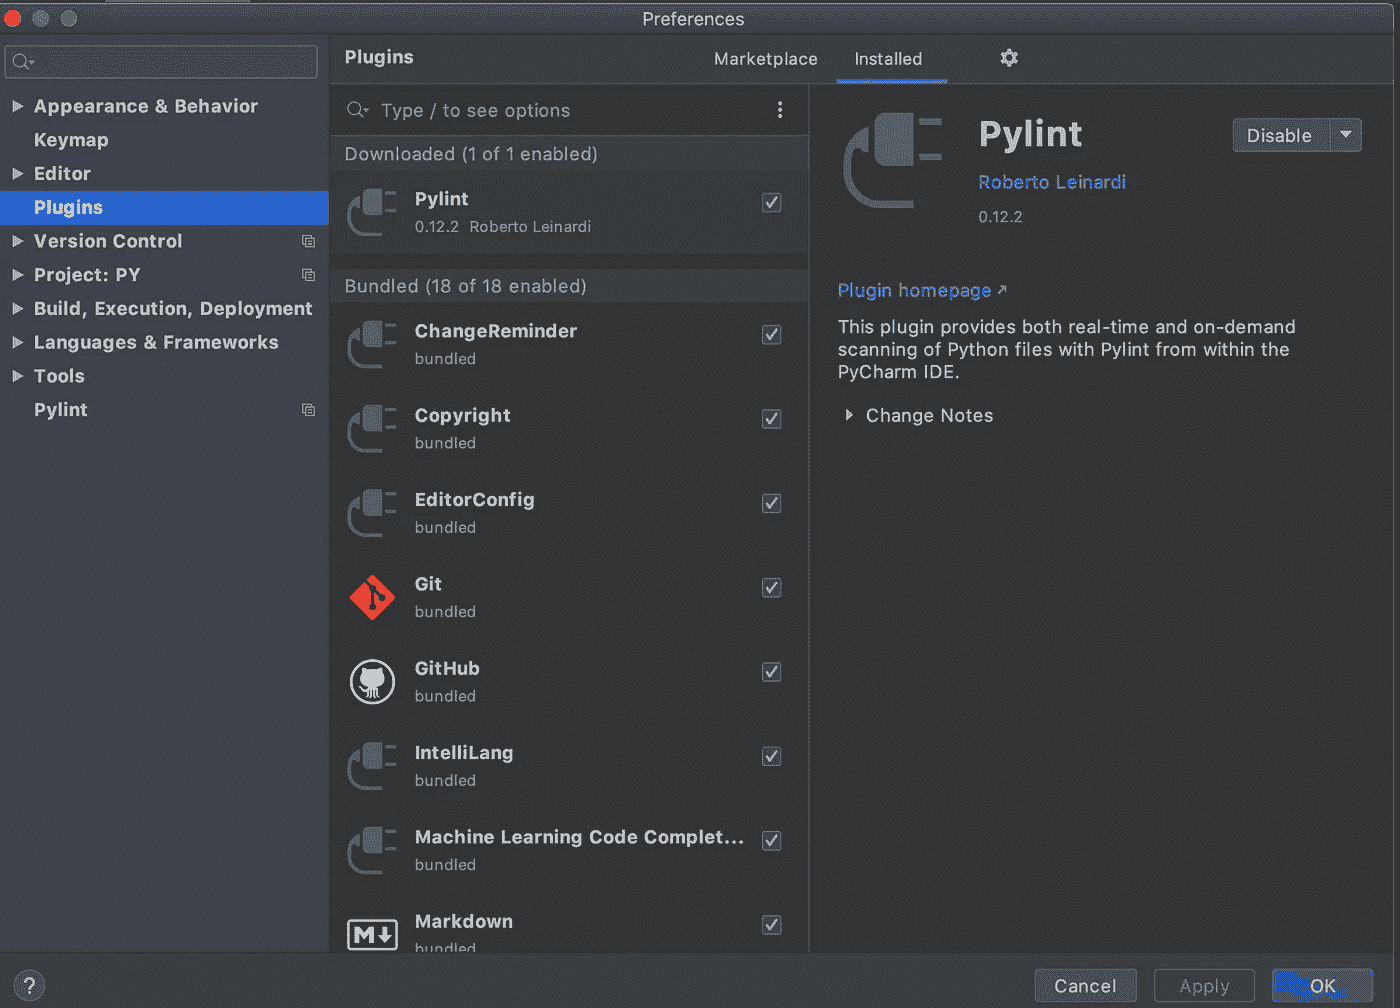 Preferences
Appearance & Behavior
Keymap
Editor
Plugins
Version Control
Project: PY
Build, Execution, Deployment
Languages & Frameworks
Tools
Pylint
Plugins
Marketplace
Installed
Type / to see options
Downloaded (1 of 1 enabled)
Pylint
0.12.2 Roberto Leinardi
Bundled (18 of 18 enabled)
ChangeReminder
bundled
Copyright
bundled
EditorConfig
bundled
Git
bundled
GitHub
bundled
IntelliLang
bundled
Machine Learning Code Complet...
bundled
Markdown
bundled
Pylint
Disable
Roberto Leinardi
0.12.2
Plugin homepage ↗
This plugin provides both real-time and on-demand
scanning of Python files with Pylint from within the
PyCharm IDE.
Change Notes
?
Cancel
Apply
OK